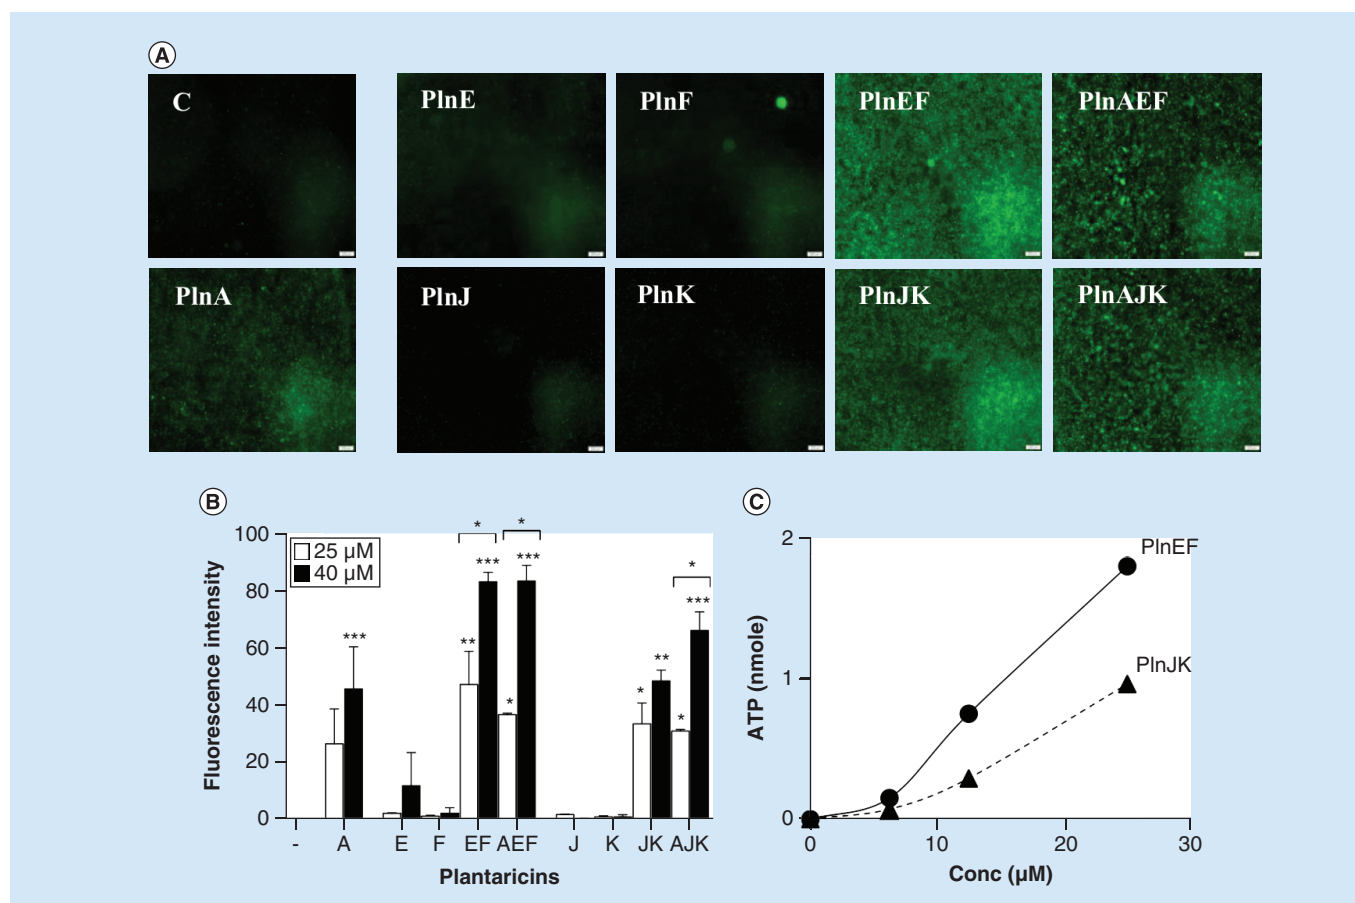 A
C
PlnE
PlnF
PlnEF
PlnAEF
PlnA
PlnJ
PlnK
PlnJK
PlnAJK
B
Fluorescence intensity
100
80
60
40
20
0
25 µM
40 µM
***
**
*
***
*
*
***
*
*
**
*
*
***
- A E F EF AEF J K JK AJK
Plantaricins
C
ATP (nmole)
2
1
0
PlnEF
PlnJK
0 10 20 30
Conc (µM)